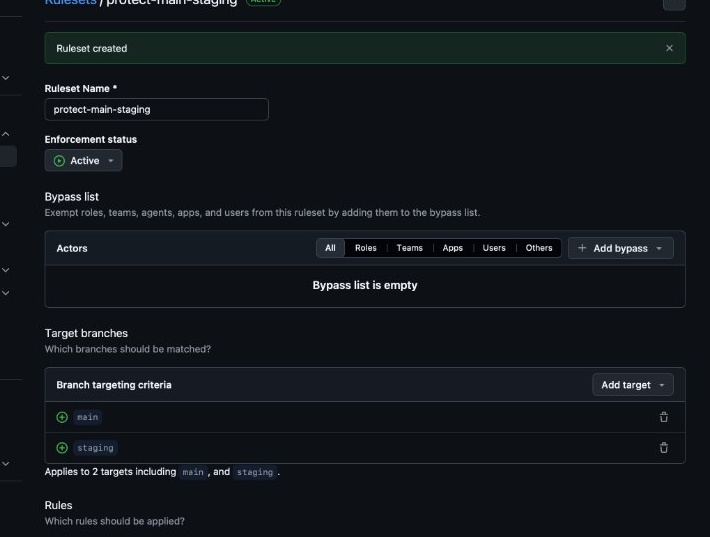 Rulesets / protect-main-staging Active
Ruleset created
Ruleset Name *
protect-main-staging
Enforcement status
Active
Bypass list
Exempt roles, teams, agents, apps, and users from this ruleset by adding them to the bypass list.
Actors All Roles Teams Apps Users Others Add bypass
Bypass list is empty
Target branches
Which branches should be matched?
Branch targeting criteria Add target
main
staging
Applies to 2 targets including main, and staging.
Rules
Which rules should be applied?